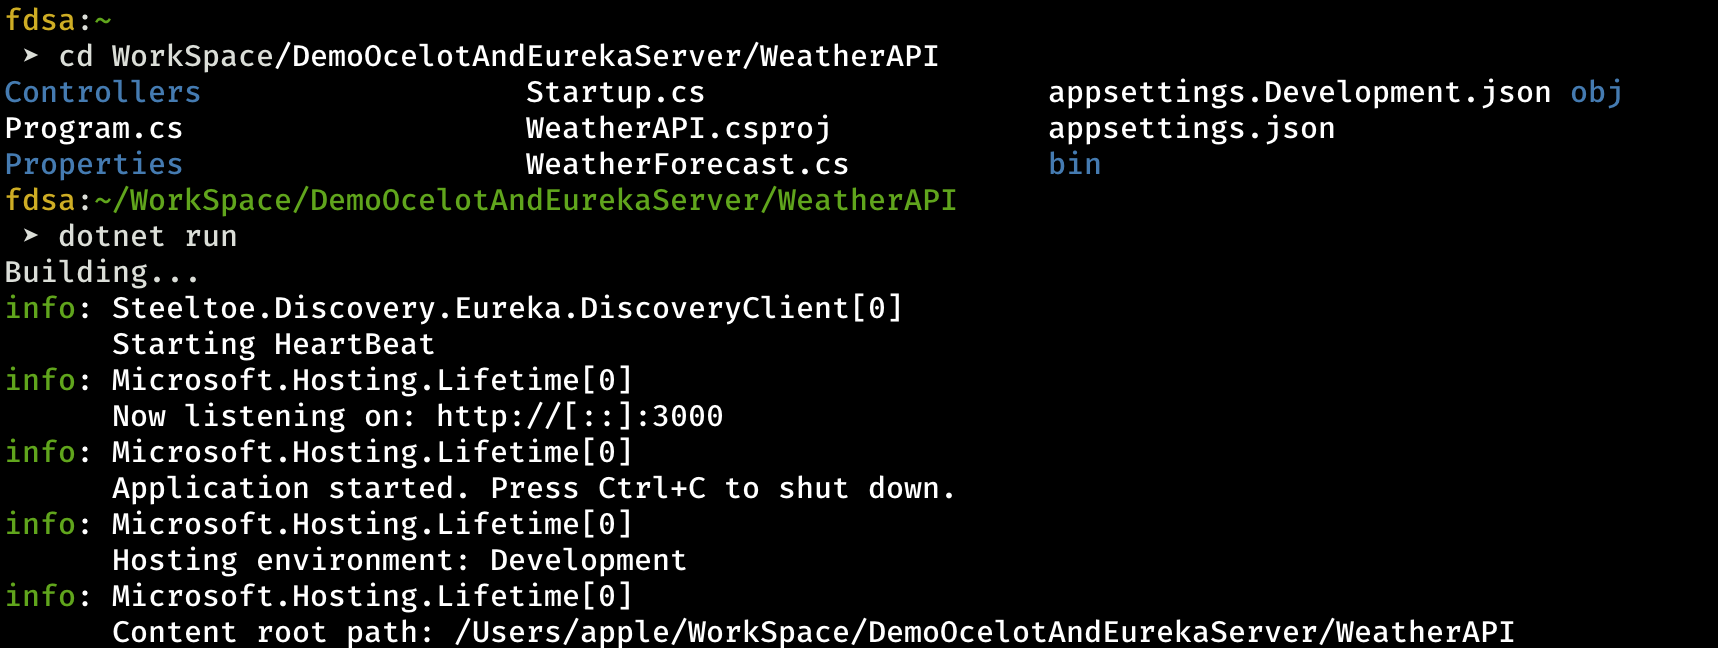 fdsa:~
➤ cd WorkSpace/DemoOcelotAndEurekaServer/WeatherAPI
Controllers Startup.cs appsettings.Development.json obj
Program.cs WeatherAPI.csproj appsettings.json
Properties WeatherForecast.cs bin
fdsa:~/WorkSpace/DemoOcelotAndEurekaServer/WeatherAPI
➤ dotnet run
Building...
info: Steeltoe.Discovery.Eureka.DiscoveryClient[0]
Starting HeartBeat
info: Microsoft.Hosting.Lifetime[0]
Now listening on: http://[::]:3000
info: Microsoft.Hosting.Lifetime[0]
Application started. Press Ctrl+C to shut down.
info: Microsoft.Hosting.Lifetime[0]
Hosting environment: Development
info: Microsoft.Hosting.Lifetime[0]
Content root path: /Users/apple/WorkSpace/DemoOcelotAndEurekaServer/WeatherAPI